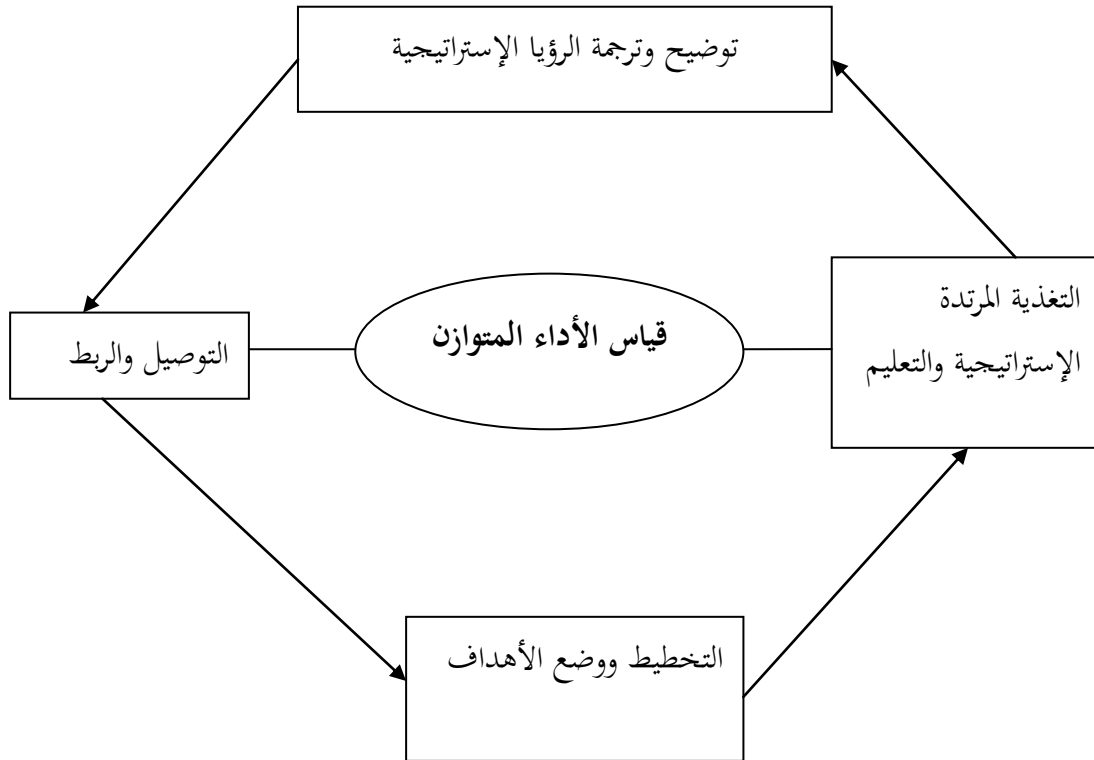 توضيح وترجمة الرؤيا الإستراتيجية
التغذية المرتدة
الإستراتيجية والتعليم
قياس الأداء المتوازن
التوصيل والربط
التخطيط ووضع الأهداف